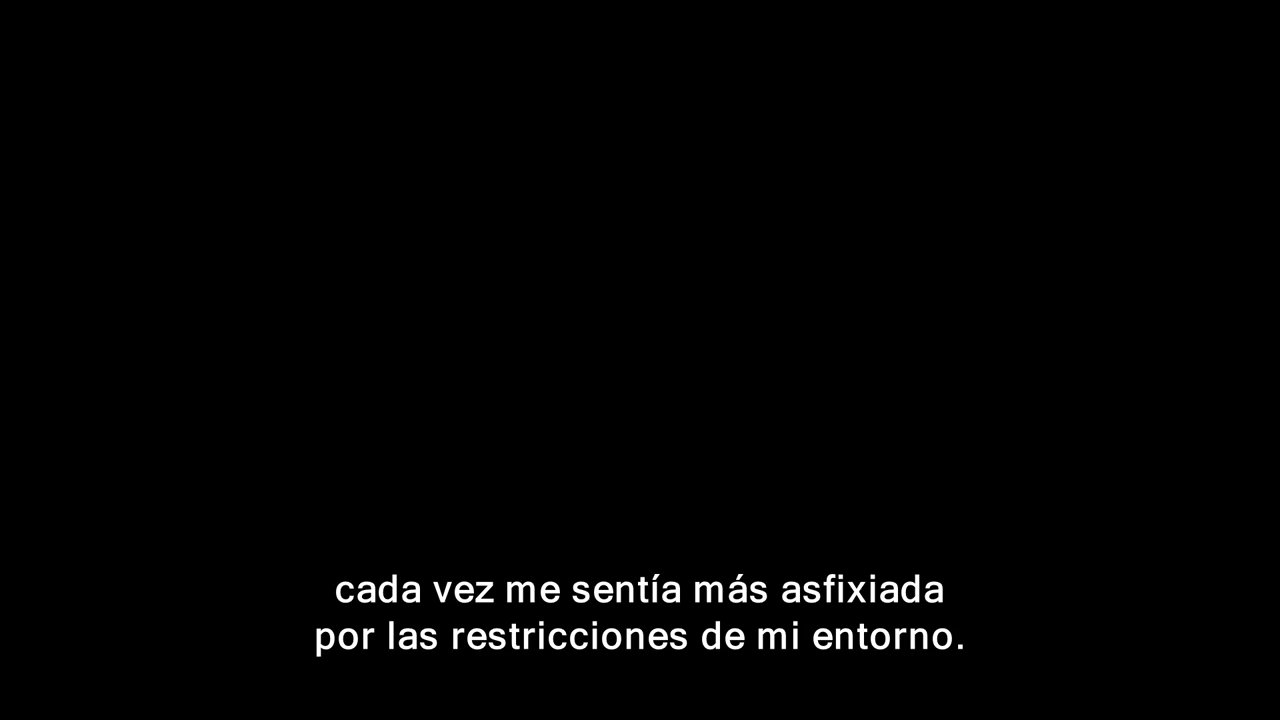 cada vez me sentía más asfixiada
por las restricciones de mi entorno.